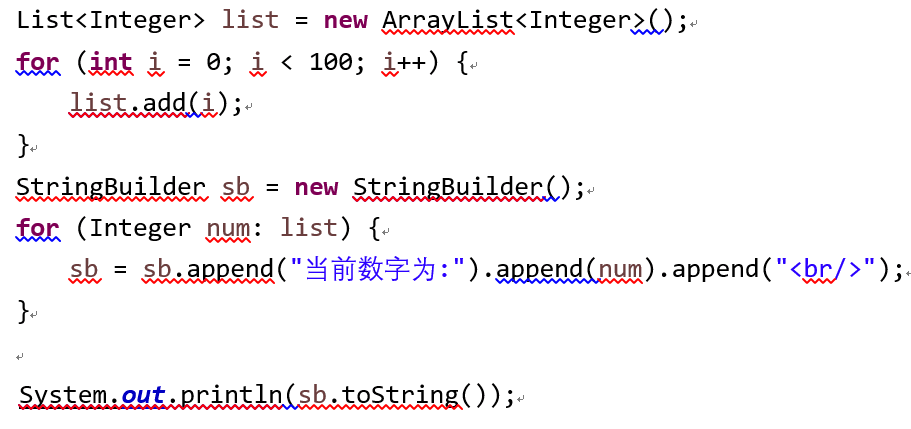 List<Integer> list = new ArrayList<Integer>();
for (int i = 0; i < 100; i++) {
list.add(i);
}
StringBuilder sb = new StringBuilder();
for (Integer num: list) {
sb = sb.append("当前数字为:").append(num).append("<br/>");
}
System.out.println(sb.toString());